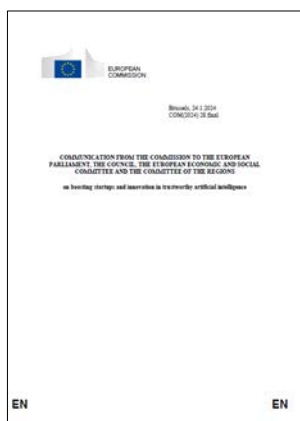 EUROPEAN
COMMISSION
Brussels, 24.1.2024
COM(2024) 28 final
COMMUNICATION FROM THE COMMISSION TO THE EUROPEAN
PARLIAMENT, THE COUNCIL, THE EUROPEAN ECONOMIC AND SOCIAL
COMMITTEE AND THE COMMITTEE OF THE REGIONS
on boosting startups and innovation in trustworthy artificial intelligence
EN EN